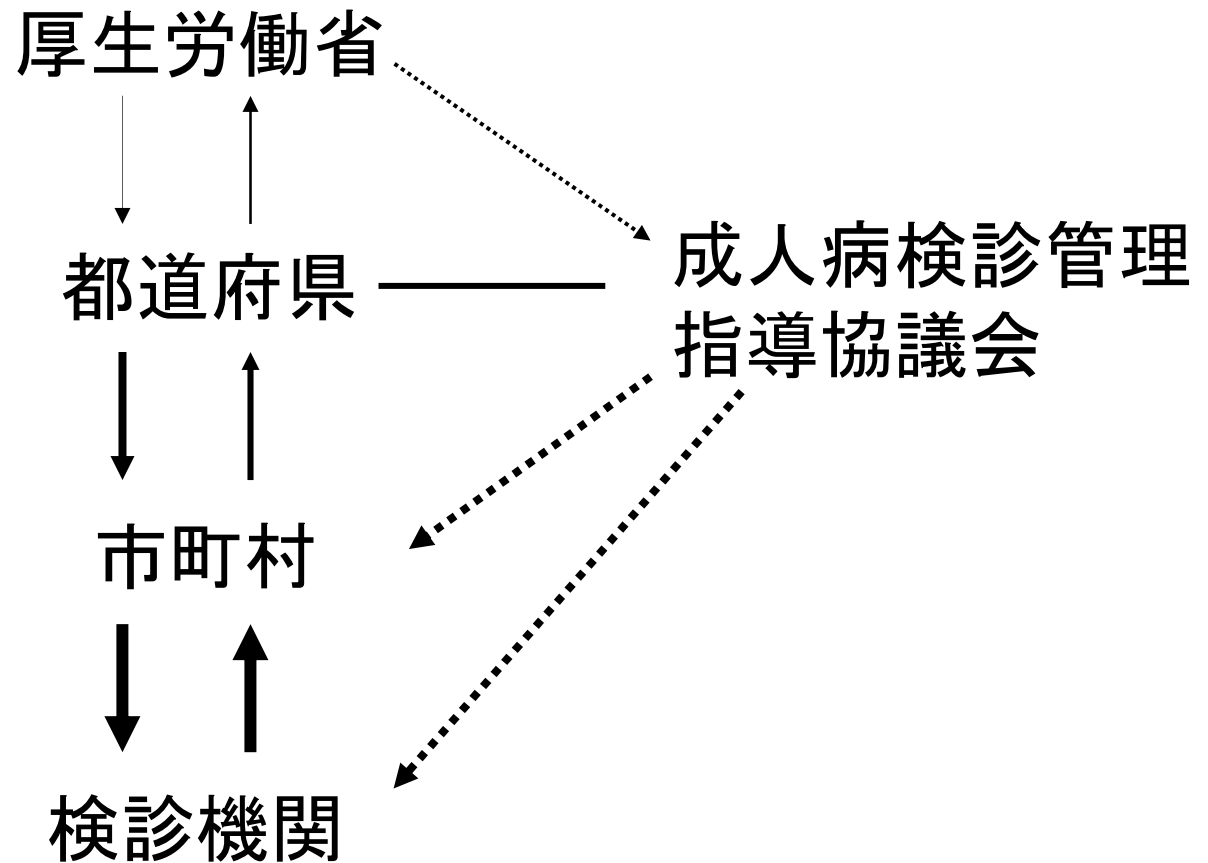 厚生労働省
都道府県
成人病検診管理
指導協議会
市町村
検診機関